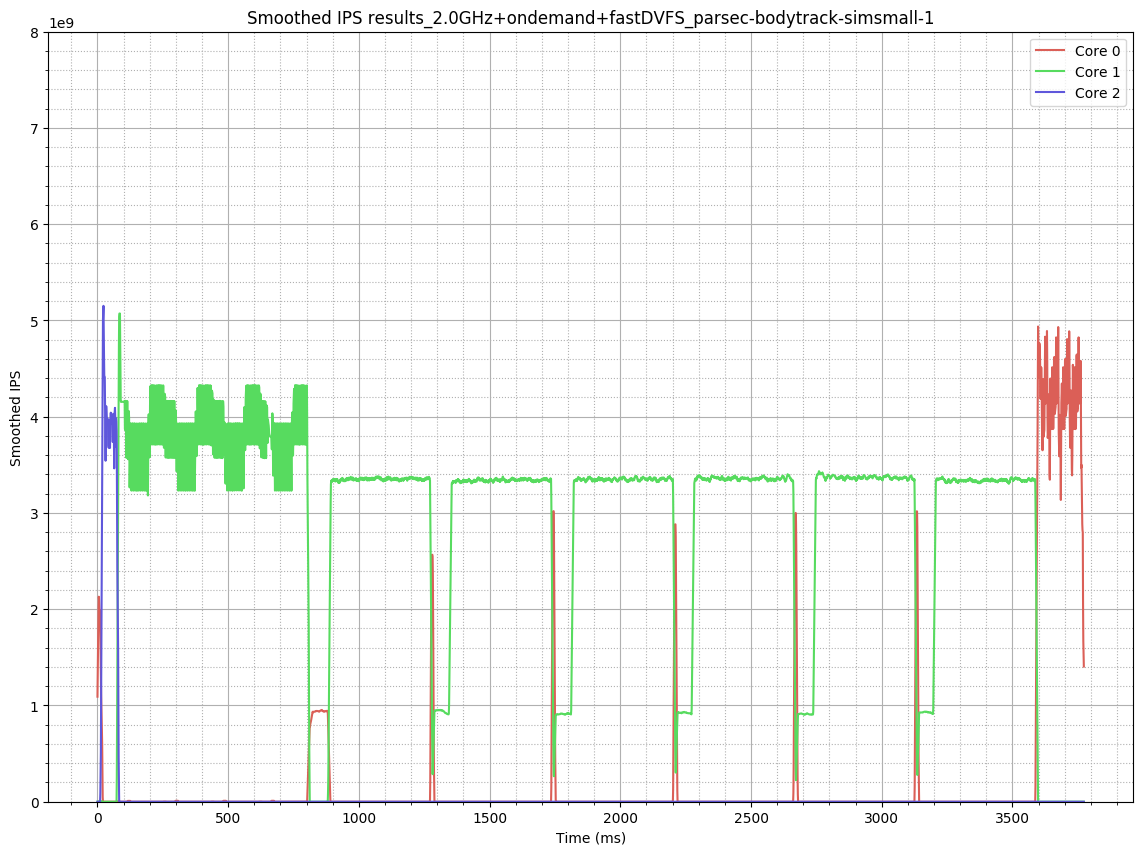 Smoothed IPS results_2.0GHz+ondemand+fastDVFS_parsec-bodytrack-simsmall-1
1e9
8
7
6
5
4
3
2
1
0
Smoothed IPS
Core 0
Core 1
Core 2
0
500
1000
1500
2000
2500
3000
3500
Time (ms)